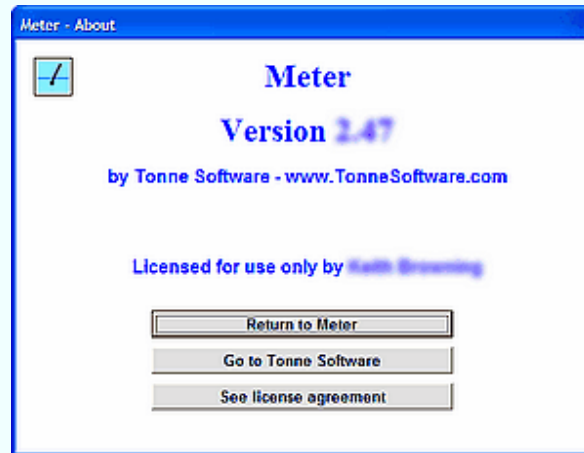 Meter - About
Meter
Version
by Tonne Software - www.TonneSoftware.com
Licensed for use only by
Return to Meter
Go to Tonne Software
See license agreement